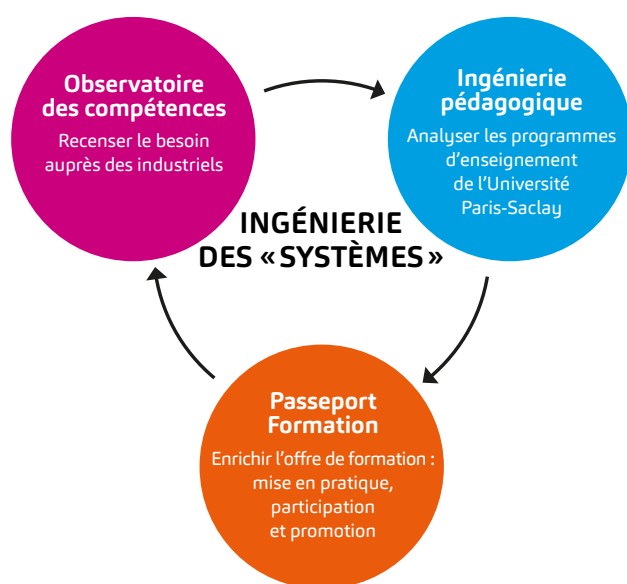 Observatoire
des compétences
Recenser le besoin
auprès des industriels
Ingénierie
pédagogique
Analyser les programmes
d’enseignement
de l’Université
Paris-Saclay
INGÉNIERIE
DES «SYSTÈMES»
Passeport
Formation
Enrichir l’offre de formation :
mise en pratique,
participation
et promotion